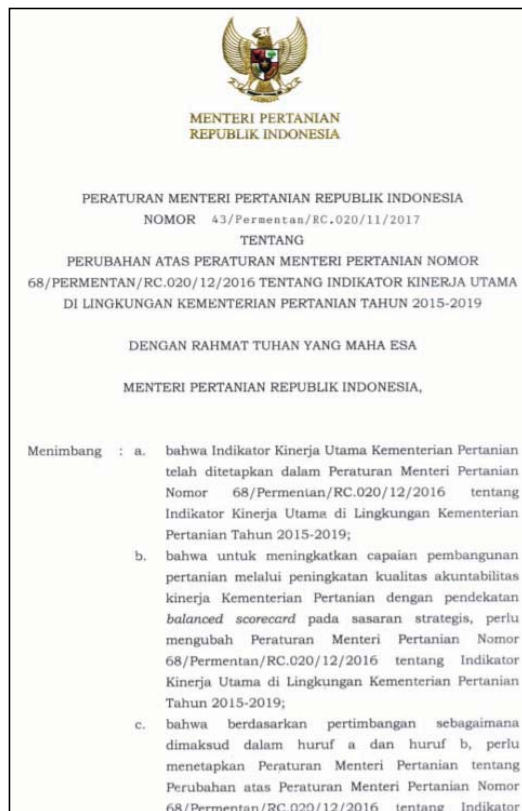 MENTERI PERTANIAN
REPUBLIK INDONESIA
PERATURAN MENTERI PERTANIAN REPUBLIK INDONESIA
NOMOR 43/Permentan/RC.020/11/2017
TENTANG
PERUBAHAN ATAS PERATURAN MENTERI PERTANIAN NOMOR
68/PERMENTAN/RC.020/12/2016 TENTANG INDIKATOR KINERJA UTAMA
DI LINGKUNGAN KEMENTERIAN PERTANIAN TAHUN 2015-2019
DENGAN RAHMAT TUHAN YANG MAHA ESA
MENTERI PERTANIAN REPUBLIK INDONESIA,
Menimbang : a. bahwa Indikator Kinerja Utama Kementerian Pertanian
telah ditetapkan dalam Peraturan Menteri Pertanian
Nomor 68/Permentan/RC.020/12/2016 tentang
Indikator Kinerja Utama di Lingkungan Kementerian
Pertanian Tahun 2015-2019;
b. bahwa untuk meningkatkan capaian pembangunan
pertanian melalui peningkatan kualitas akuntabilitas
kinerja Kementerian Pertanian dengan pendekatan
balanced scorecard pada sasaran strategis, perlu
mengubah Peraturan Menteri Pertanian Nomor
68/Permentan/RC.020/12/2016 tentang Indikator
Kinerja Utama di Lingkungan Kementerian Pertanian
Tahun 2015-2019;
c. bahwa berdasarkan pertimbangan sebagaimana
dimaksud dalam huruf a dan huruf b, perlu
menetapkan Peraturan Menteri Pertanian tentang
Perubahan atas Peraturan Menteri Pertanian Nomor
68/Permentan/RC.020/12/2016 tentang Indikator